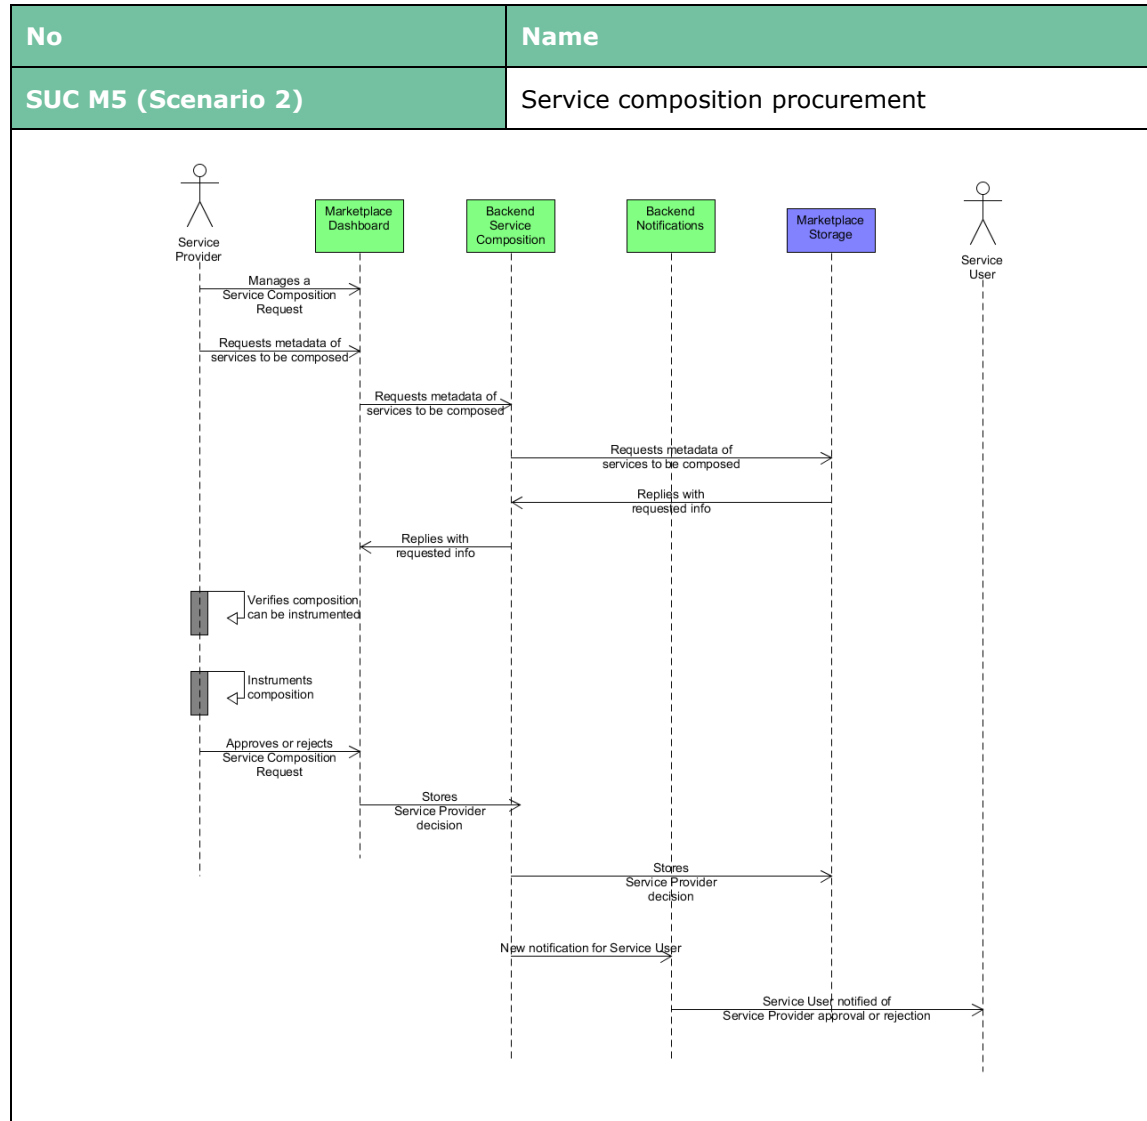 No
Name
SUC M5 (Scenario 2)
Service composition procurement
Service
Provider
Marketplace
Dashboard
Backend
Service
Composition
Backend
Notifications
Marketplace
Storage
Service
User
Manages a
Service Composition
Request
Requests metadata of
services to be composed
Requests metadata of
services to be composed
Requests metadata of
services to be composed
Replies with
requested info
Replies with
requested info
Verifies composition
can be instrumented
Instruments
composition
Approves or rejects
Service Composition
Request
Stores
Service Provider
decision
Stores
Service Provider
decision
New notification for Service User
Service User notified of
Service Provider approval or rejection